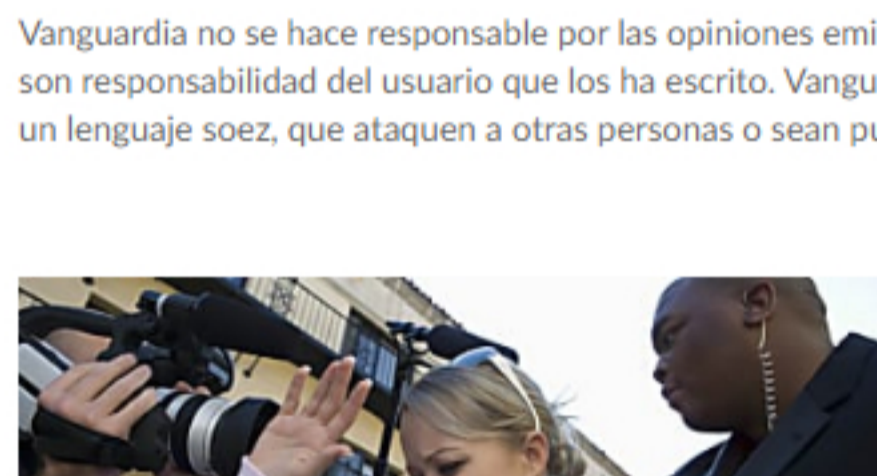 Vanguardia no se hace responsable por las opiniones emi
son responsabilidad del usuario que los ha escrito. Vangu
un lenguaje soez, que ataquen a otras personas o sean pu